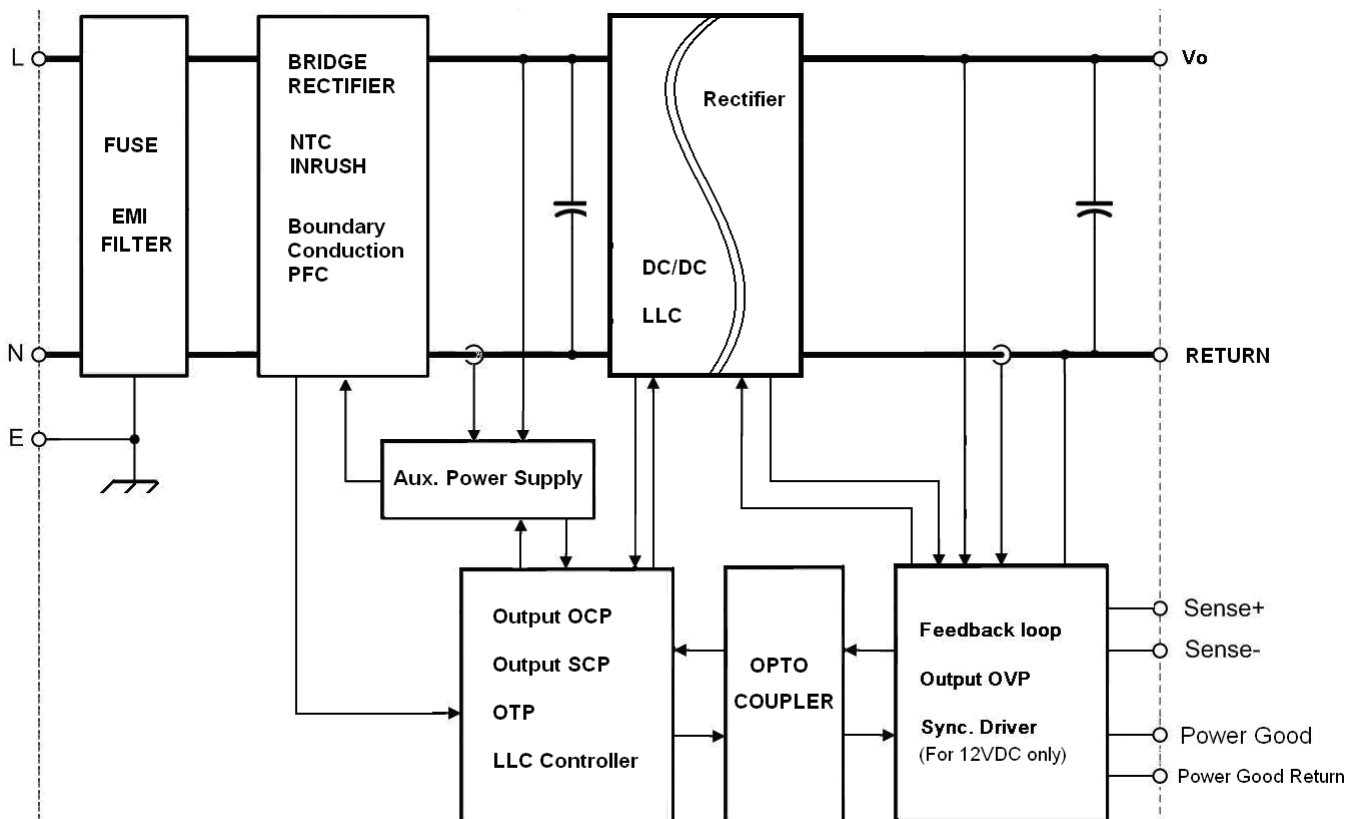 L
N
E
FUSE
EMI
FILTER
BRIDGE
RECTIFIER
NTC
INRUSH
Boundary
Conduction
PFC
DC/DC
LLC
Rectifier
Vo
RETURN
Aux. Power Supply
Output OCP
Output SCP
OTP
LLC Controller
OPTO
COUPLER
Feedback loop
Output OVP
Sync. Driver
(For 12VDC only)
Sense+
Sense-
Power Good
Power Good Return